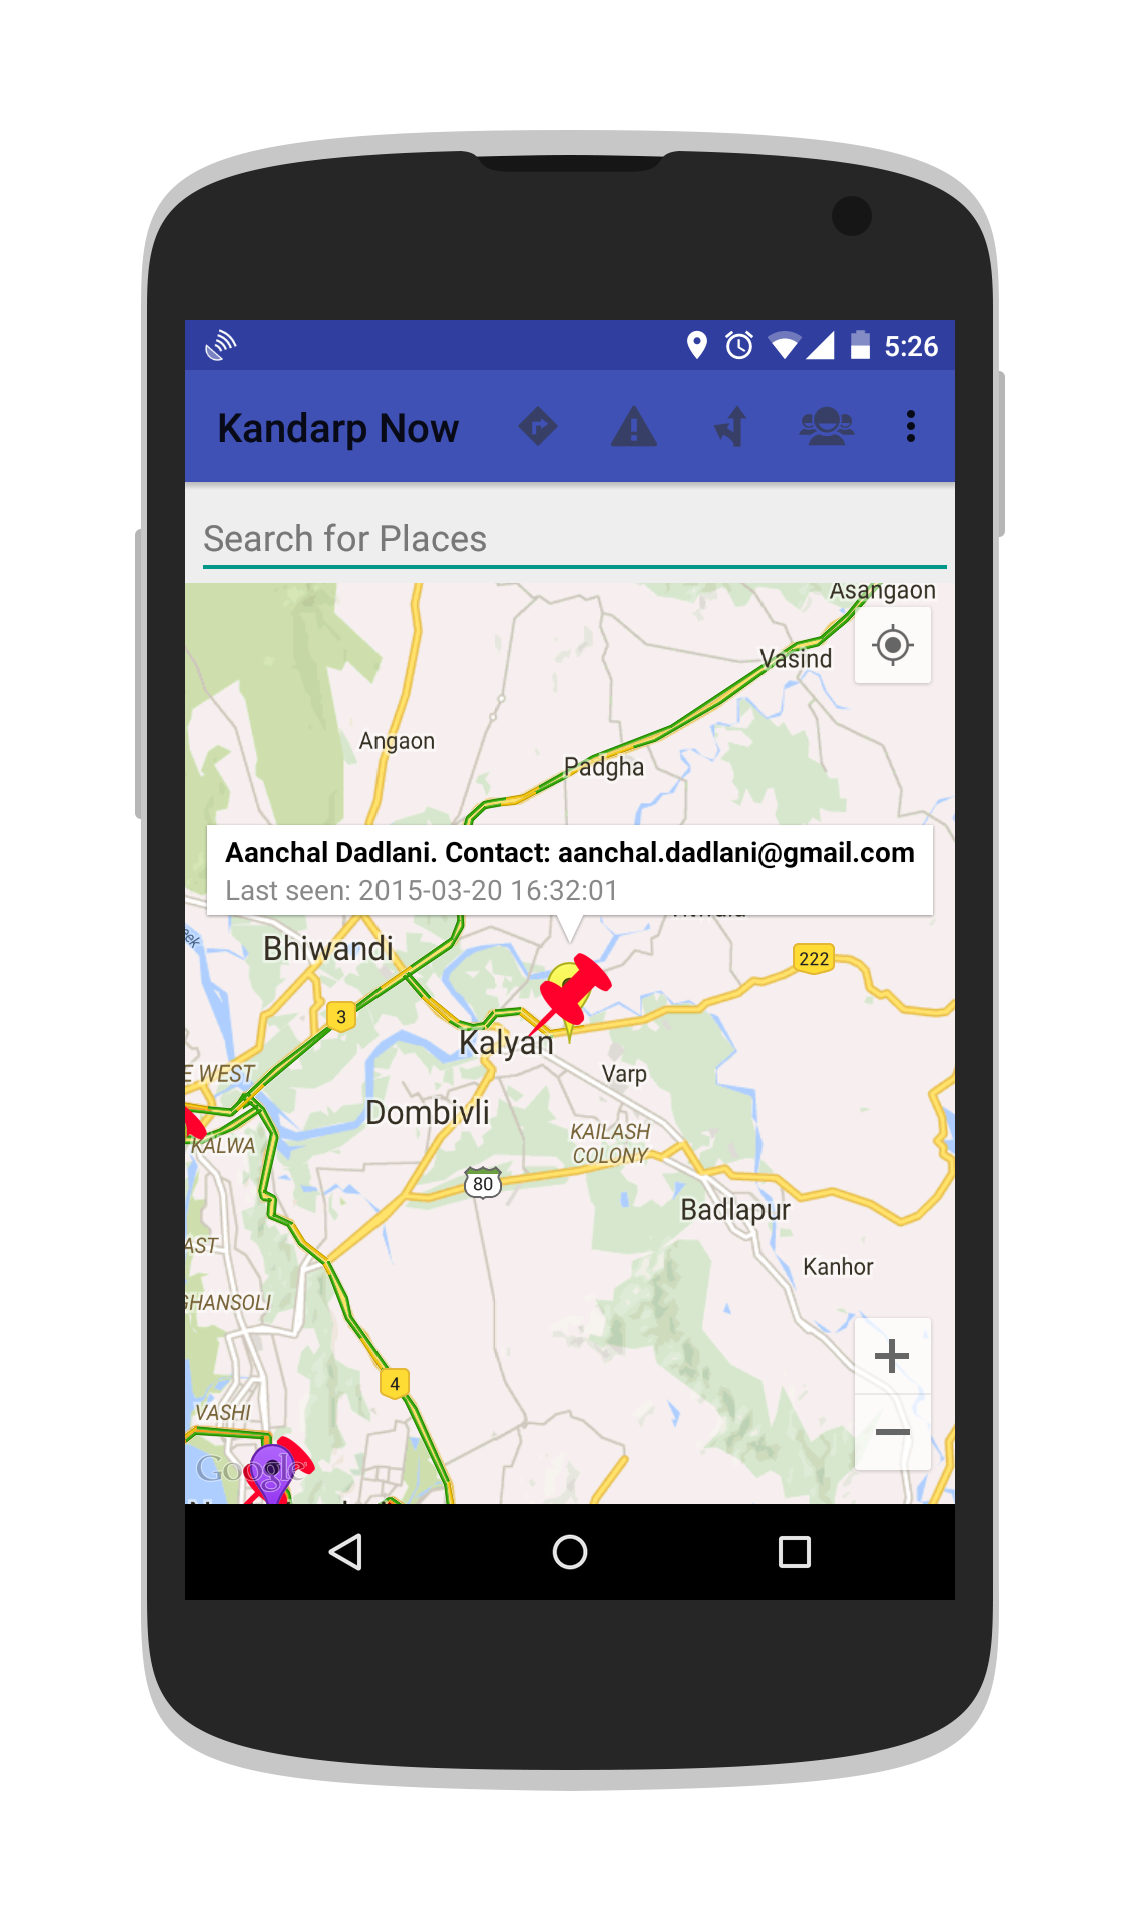 5:26
Kandarp Now
Search for Places
Asangaon
Vasind
Angaon
Padgha
Aanchal Dadlani. Contact: aanchal.dadlani@gmail.com
Last seen: 2015-03-20 16:32:01
Bhiwandi
222
3
Kalyan
E WEST
Varp
Dombivli
KAILASH
COLONY
KALWA
80
Badlapur
AST
Kanhor
GHANSOLI
4
VASHI
Google